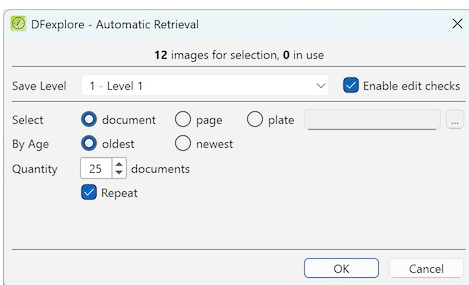 DFexplore - Automatic Retrieval
12 images for selection, 0 in use
Save Level 1 - Level 1 Enable edit checks
Select document page plate ...
By Age oldest newest
Quantity 25 documents
Repeat
OK Cancel